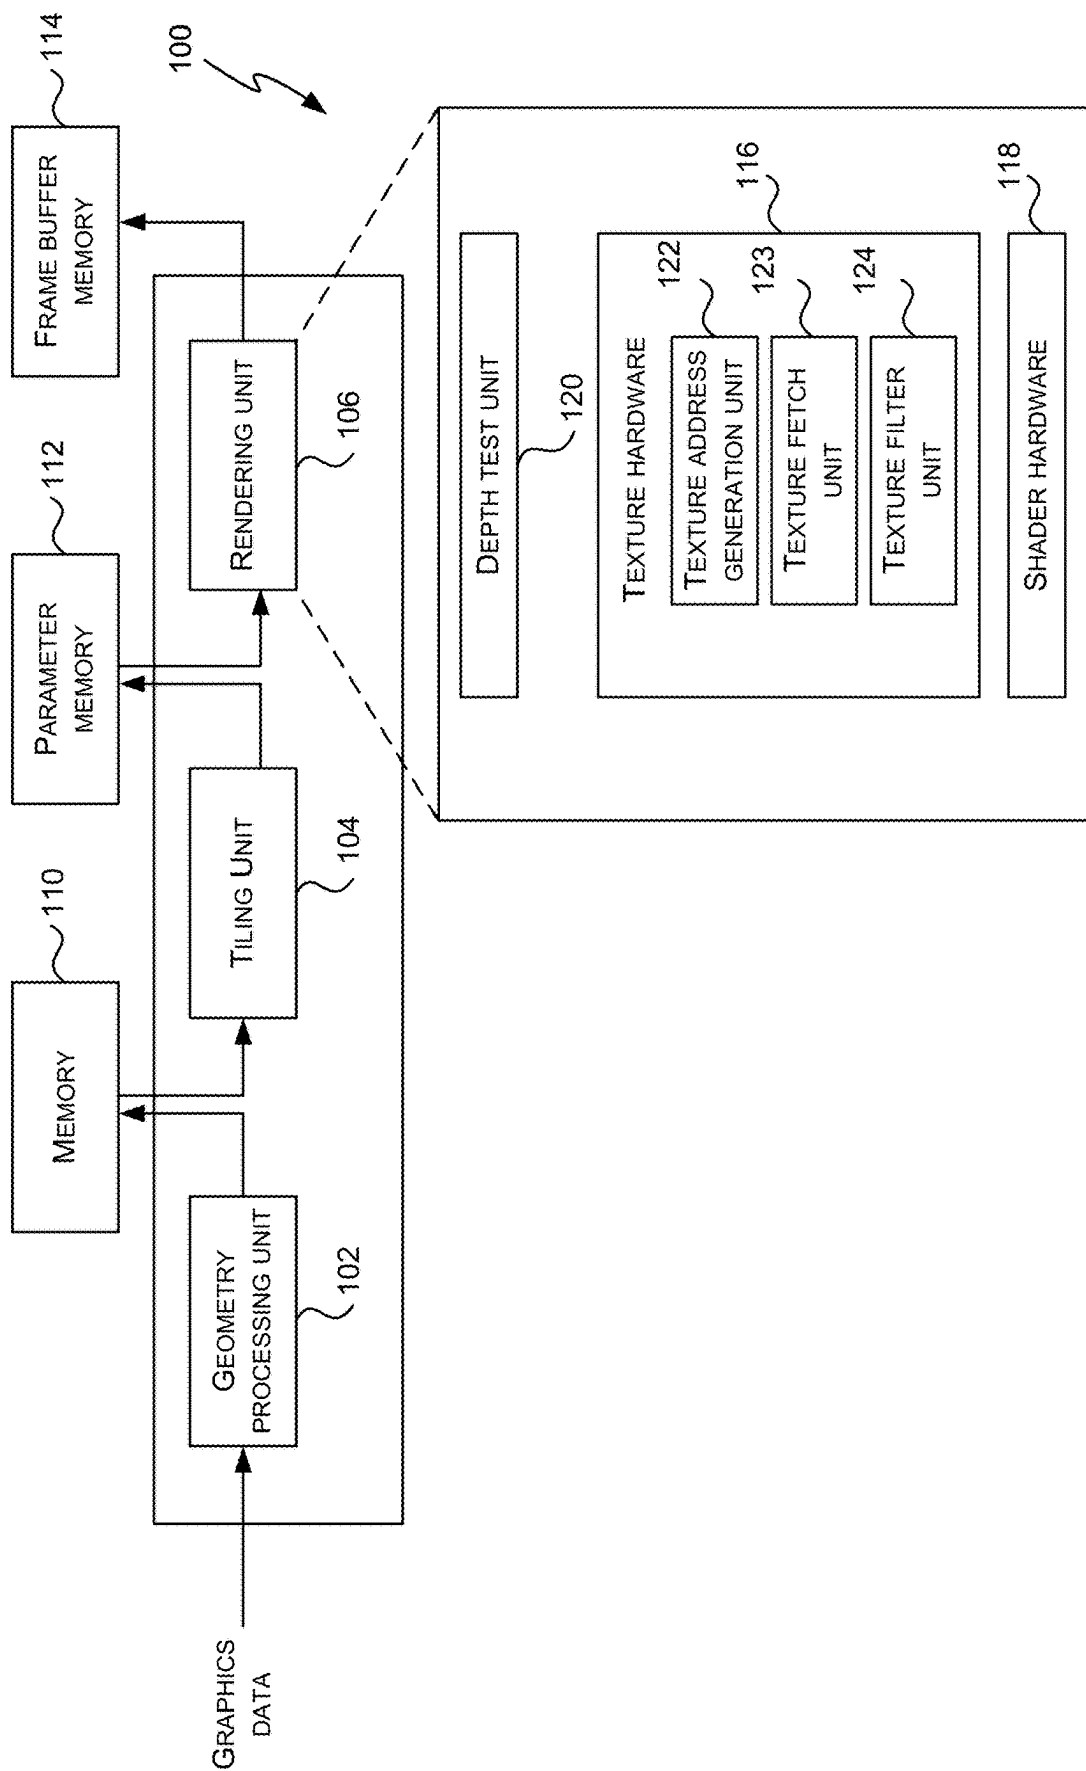 100
MEMORY
110
PARAMETER
MEMORY
112
FRAME BUFFER
MEMORY
114
GRAPHICS
DATA
GEOMETRY
PROCESSING UNIT
102
TILING UNIT
104
RENDERING UNIT
106
DEPTH TEST UNIT
120
TEXTURE HARDWARE
116
TEXTURE ADDRESS
GENERATION UNIT
122
TEXTURE FETCH
UNIT
123
TEXTURE FILTER
UNIT
124
SHADER HARDWARE
118